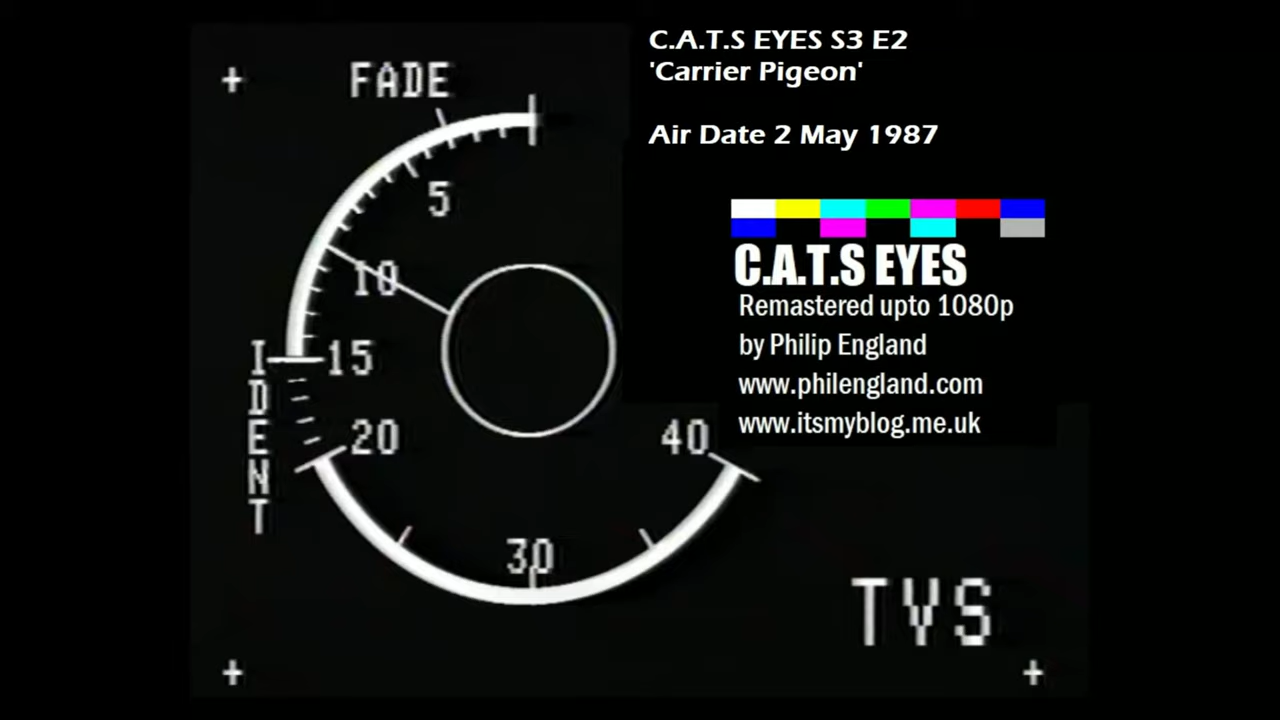 FADE
5
10
15
20
30
40
IDENT
C.A.T.S EYES S3 E2
'Carrier Pigeon'
Air Date 2 May 1987
C.A.T.S EYES
Remastered upto 1080p
by Philip England
www.philengland.com
www.itsmyblog.me.uk
TVS